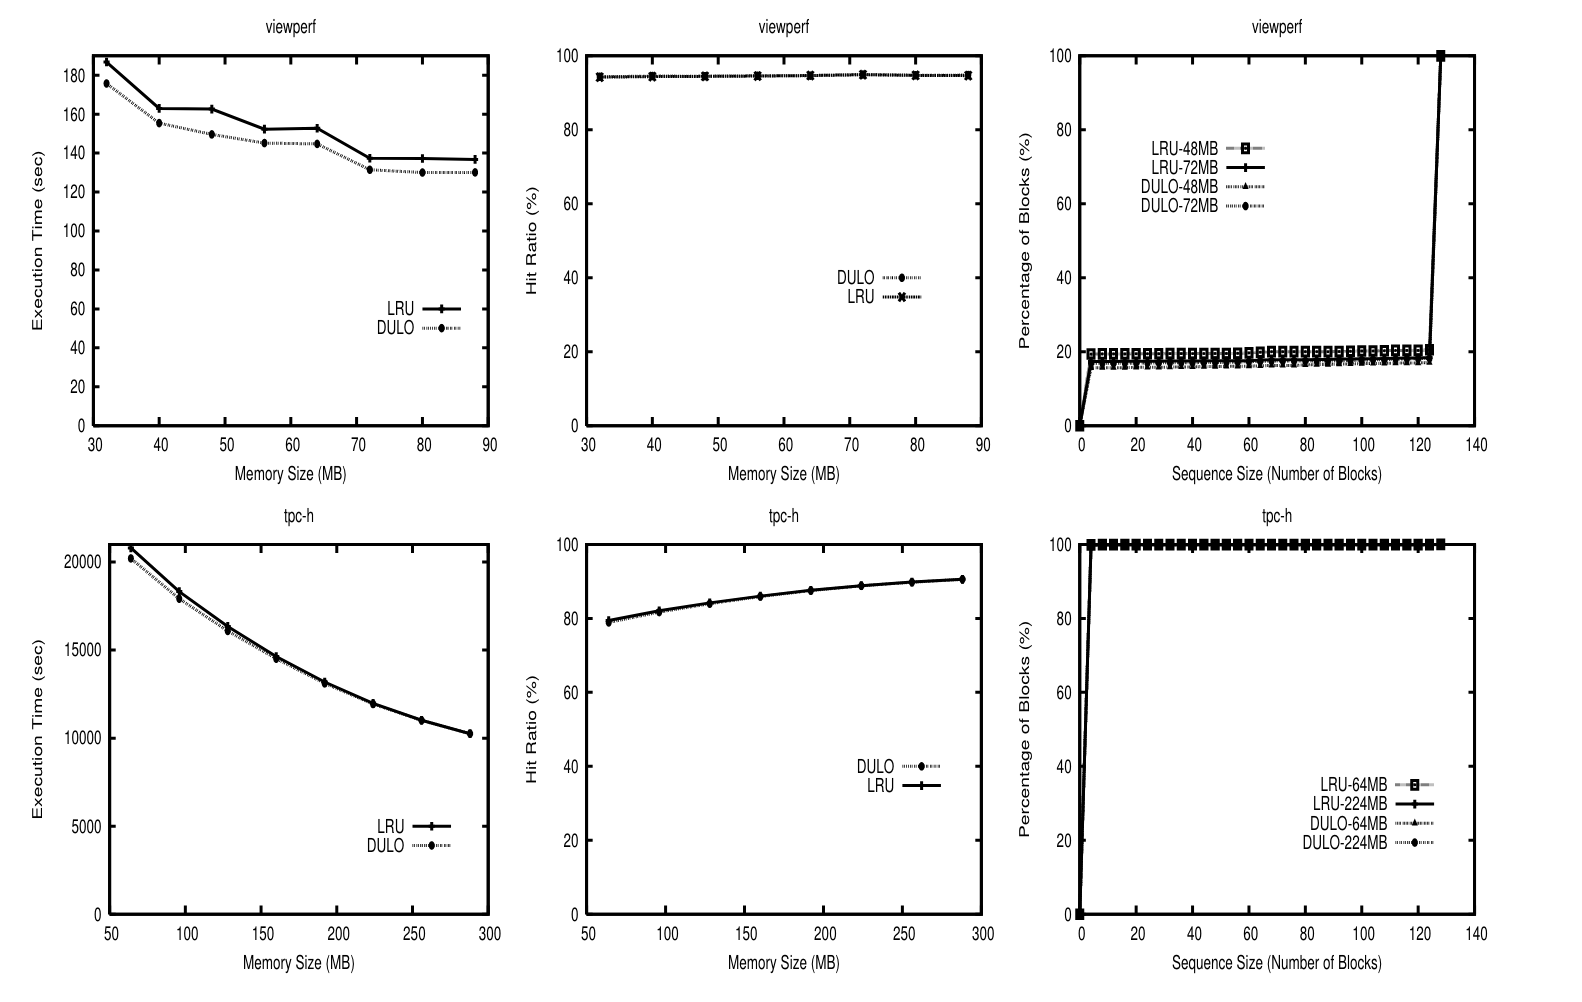 viewperf
180
160
140
120
100
80
60
40
20
0
Execution Time (sec)
LRU
DULO
30 40 50 60 70 80 90
Memory Size (MB)
viewperf
100
80
60
40
20
0
Hit Ratio (%)
DULO
LRU
30 40 50 60 70 80 90
Memory Size (MB)
viewperf
100
80
60
40
20
0
Percentage of Blocks (%)
LRU-48MB
LRU-72MB
DULO-48MB
DULO-72MB
0 20 40 60 80 100 120 140
Sequence Size (Number of Blocks)
tpc-h
20000
15000
10000
5000
0
Execution Time (sec)
LRU
DULO
50 100 150 200 250 300
Memory Size (MB)
tpc-h
100
80
60
40
20
0
Hit Ratio (%)
DULO
LRU
50 100 150 200 250 300
Memory Size (MB)
tpc-h
100
80
60
40
20
0
Percentage of Blocks (%)
LRU-64MB
LRU-224MB
DULO-64MB
DULO-224MB
0 20 40 60 80 100 120 140
Sequence Size (Number of Blocks)